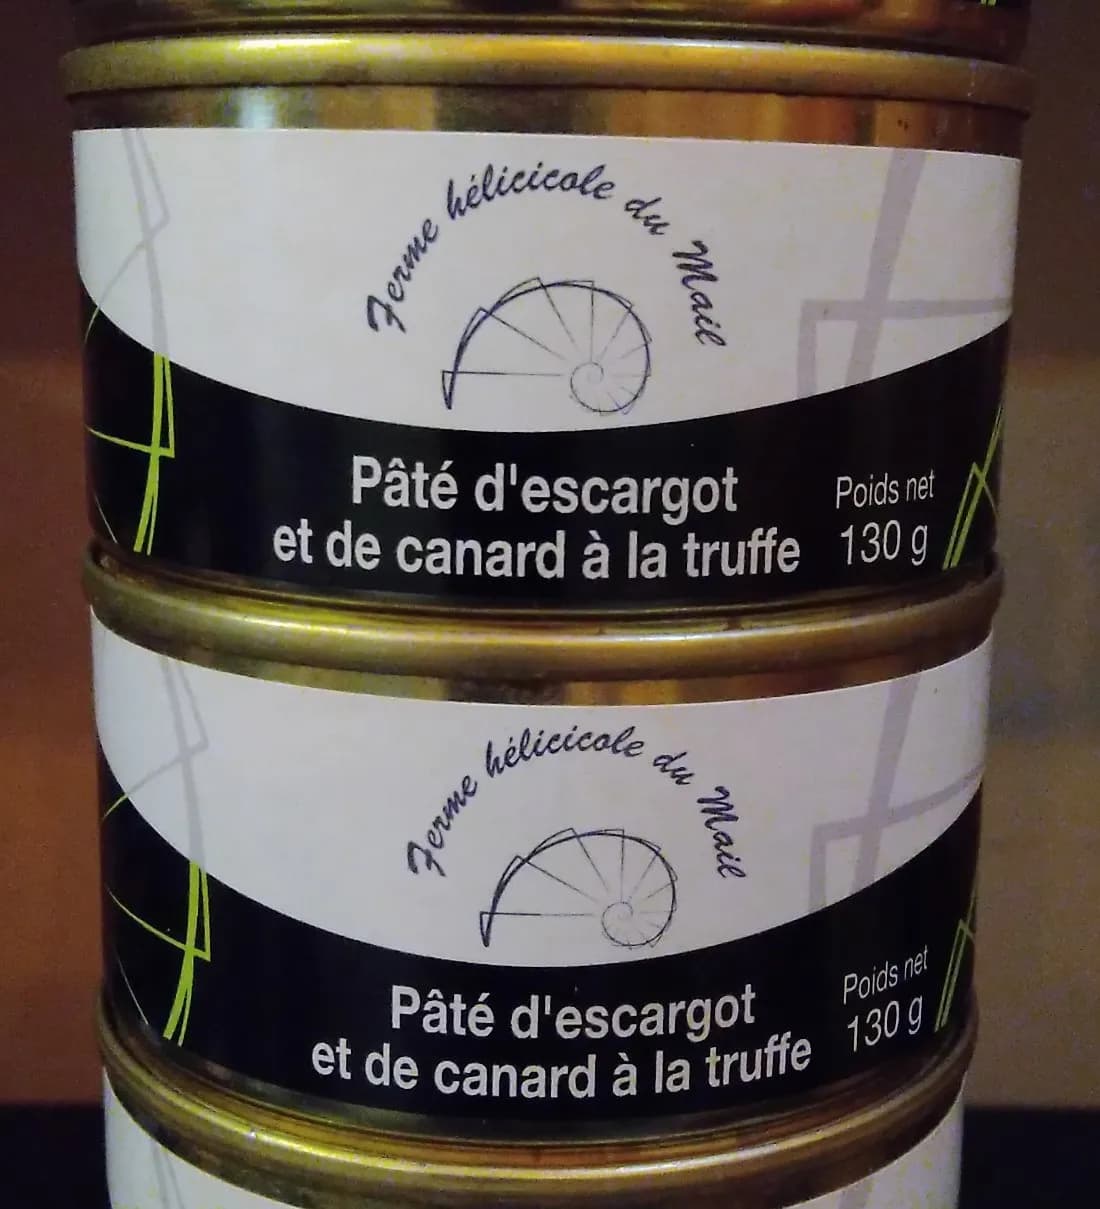 Ferme hélicicole du Mail
Pâté d'escargot
et de canard à la truffe
Poids net
130 g
Ferme hélicicole du Mail
Pâté d'escargot
et de canard à la truffe
Poids net
130 g